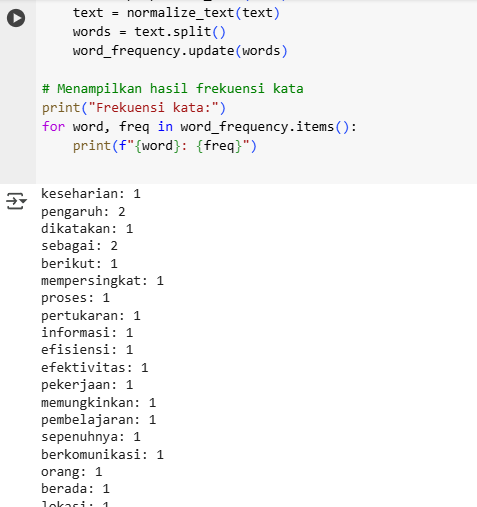 text = normalize_text(text)
    words = text.split()
    word_frequency.update(words)

# Menampilkan hasil frekuensi kata
print("Frekuensi kata:")
for word, freq in word_frequency.items():
    print(f"{word}: {freq}")
keseharian: 1
pengaruh: 2
dikatakan: 1
sebagai: 2
berikut: 1
mempersingkat: 1
proses: 1
pertukaran: 1
informasi: 1
efisiensi: 1
efektivitas: 1
pekerjaan: 1
memungkinkan: 1
pembelajaran: 1
sepenuhnya: 1
berkomunikasi: 1
orang: 1
berada: 1
lokasi: 1